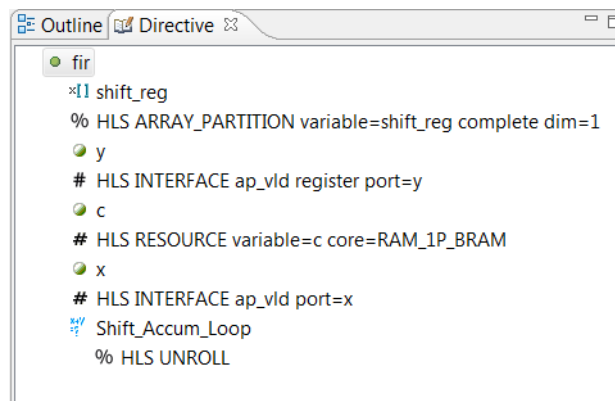 Outline Directive
fir
x[] shift_reg
% HLS ARRAY_PARTITION variable=shift_reg complete dim=1
y
# HLS INTERFACE ap_vld register port=y
c
# HLS RESOURCE variable=c core=RAM_1P_BRAM
x
# HLS INTERFACE ap_vld port=x
Shift_Accum_Loop
% HLS UNROLL